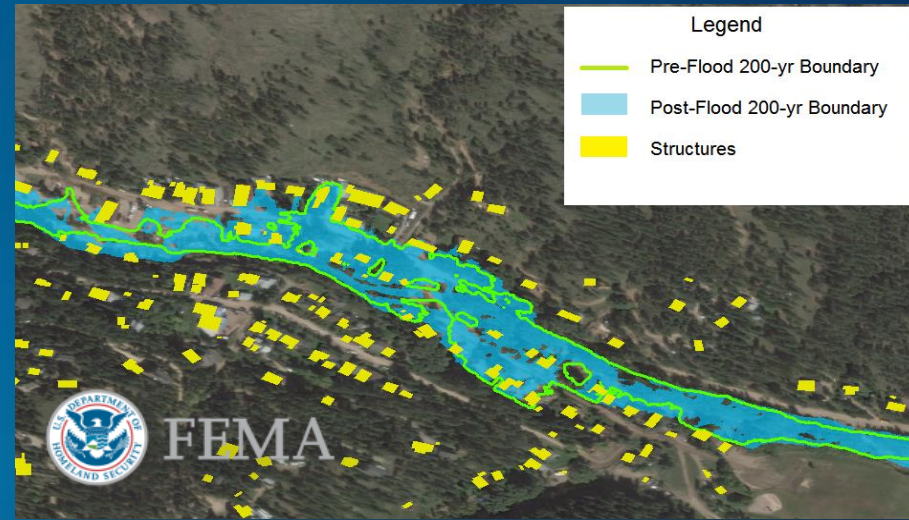 Legend
Pre-Flood 200-yr Boundary
Post-Flood 200-yr Boundary
Structures
U.S. DEPARTMENT OF
HOMELAND SECURITY
FEMA